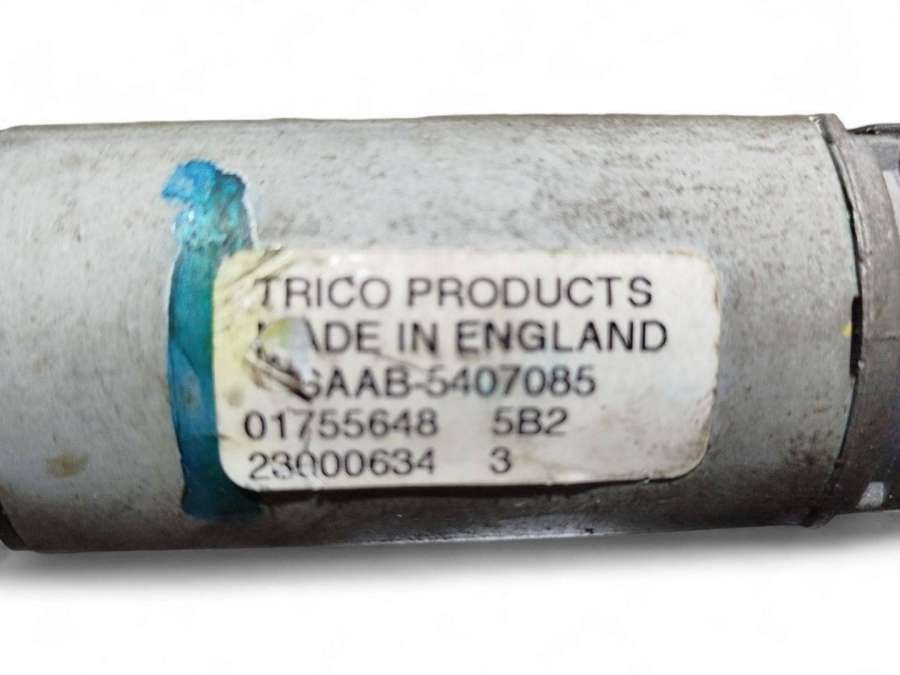 TRICO PRODUCTS
MADE IN ENGLAND
SAAB-5407085
01755648 5B2
23000634 3